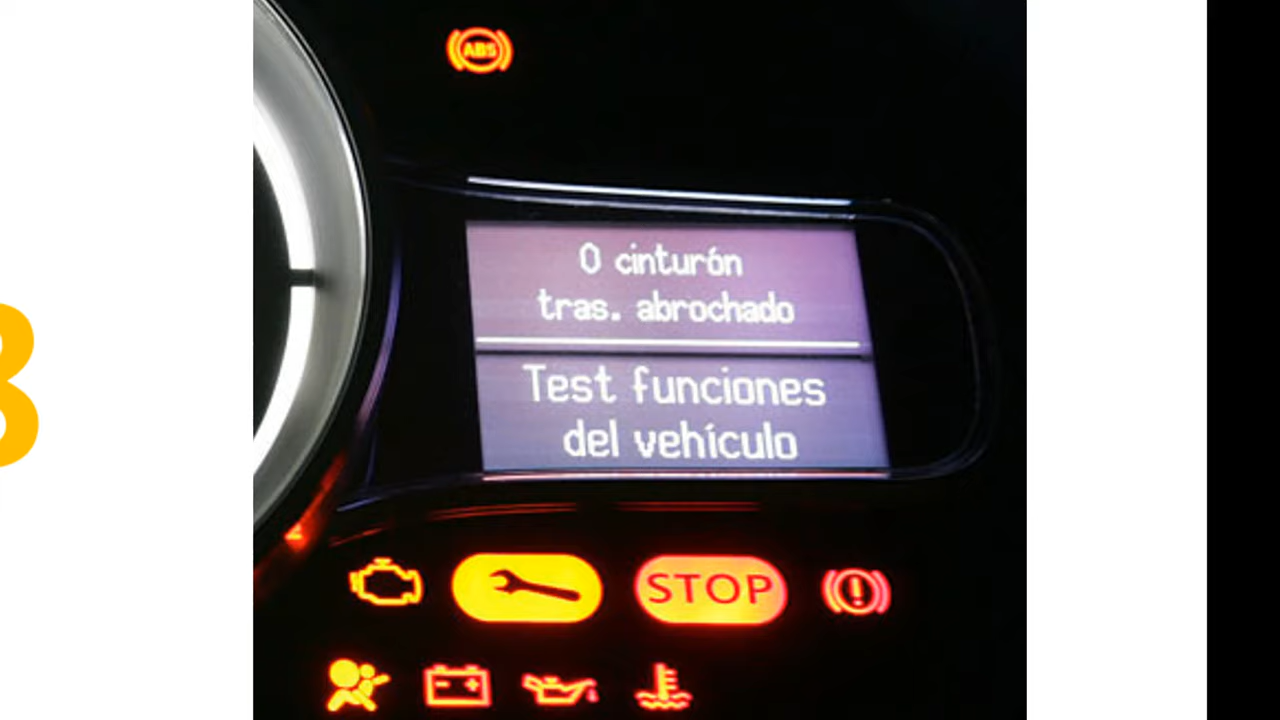 ABS
0 cinturón
tras. abrochado
Test funciones
del vehículo
STOP